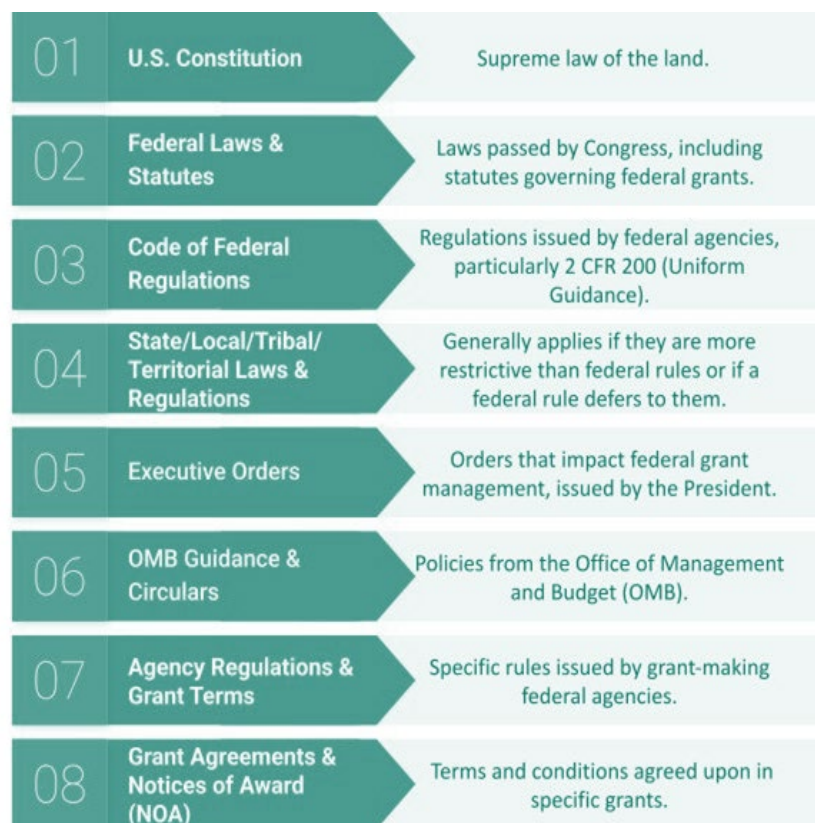 01
U.S. Constitution
Supreme law of the land.
02
Federal Laws &
Statutes
Laws passed by Congress, including
statutes governing federal grants.
03
Code of Federal
Regulations
Regulations issued by federal agencies,
particularly 2 CFR 200 (Uniform
Guidance).
04
State/Local/Tribal/
Territorial Laws &
Regulations
Generally applies if they are more
restrictive than federal rules or if a
federal rule defers to them.
05
Executive Orders
Orders that impact federal grant
management, issued by the President.
06
OMB Guidance &
Circulars
Policies from the Office of Management
and Budget (OMB).
07
Agency Regulations &
Grant Terms
Specific rules issued by grant-making
federal agencies.
08
Grant Agreements &
Notices of Award
(NOA)
Terms and conditions agreed upon in
specific grants.